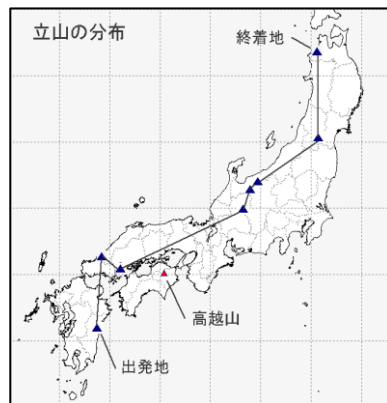 立山の分布
終着地
高越山
出発地